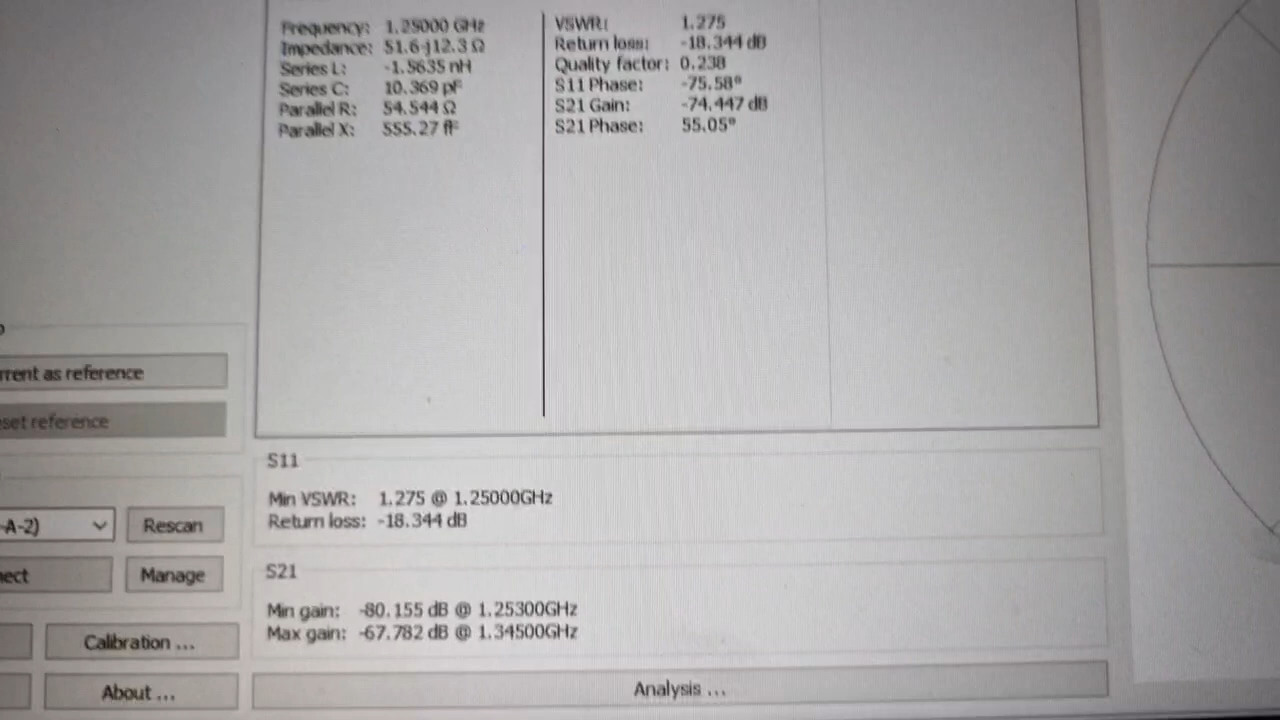 Frequency: 1.25000 GHz
Impedance: 51.6-j12.3 Ω
Series L: -1.5635 nH
Series C: 10.369 pF
Parallel R: 54.544 Ω
Parallel X: 555.27 fF
VSWR: 1.275
Return loss: -18.344 dB
Quality factor: 0.238
S11 Phase: -75.58°
S21 Gain: -74.447 dB
S21 Phase: 55.05°
rrent as reference
set reference
-A-2)
Rescan
nect
Manage
Calibration ...
About ...
S11
Min VSWR: 1.275 @ 1.25000GHz
Return loss: -18.344 dB
S21
Min gain: -80.155 dB @ 1.25300GHz
Max gain: -67.782 dB @ 1.34500GHz
Analysis ...